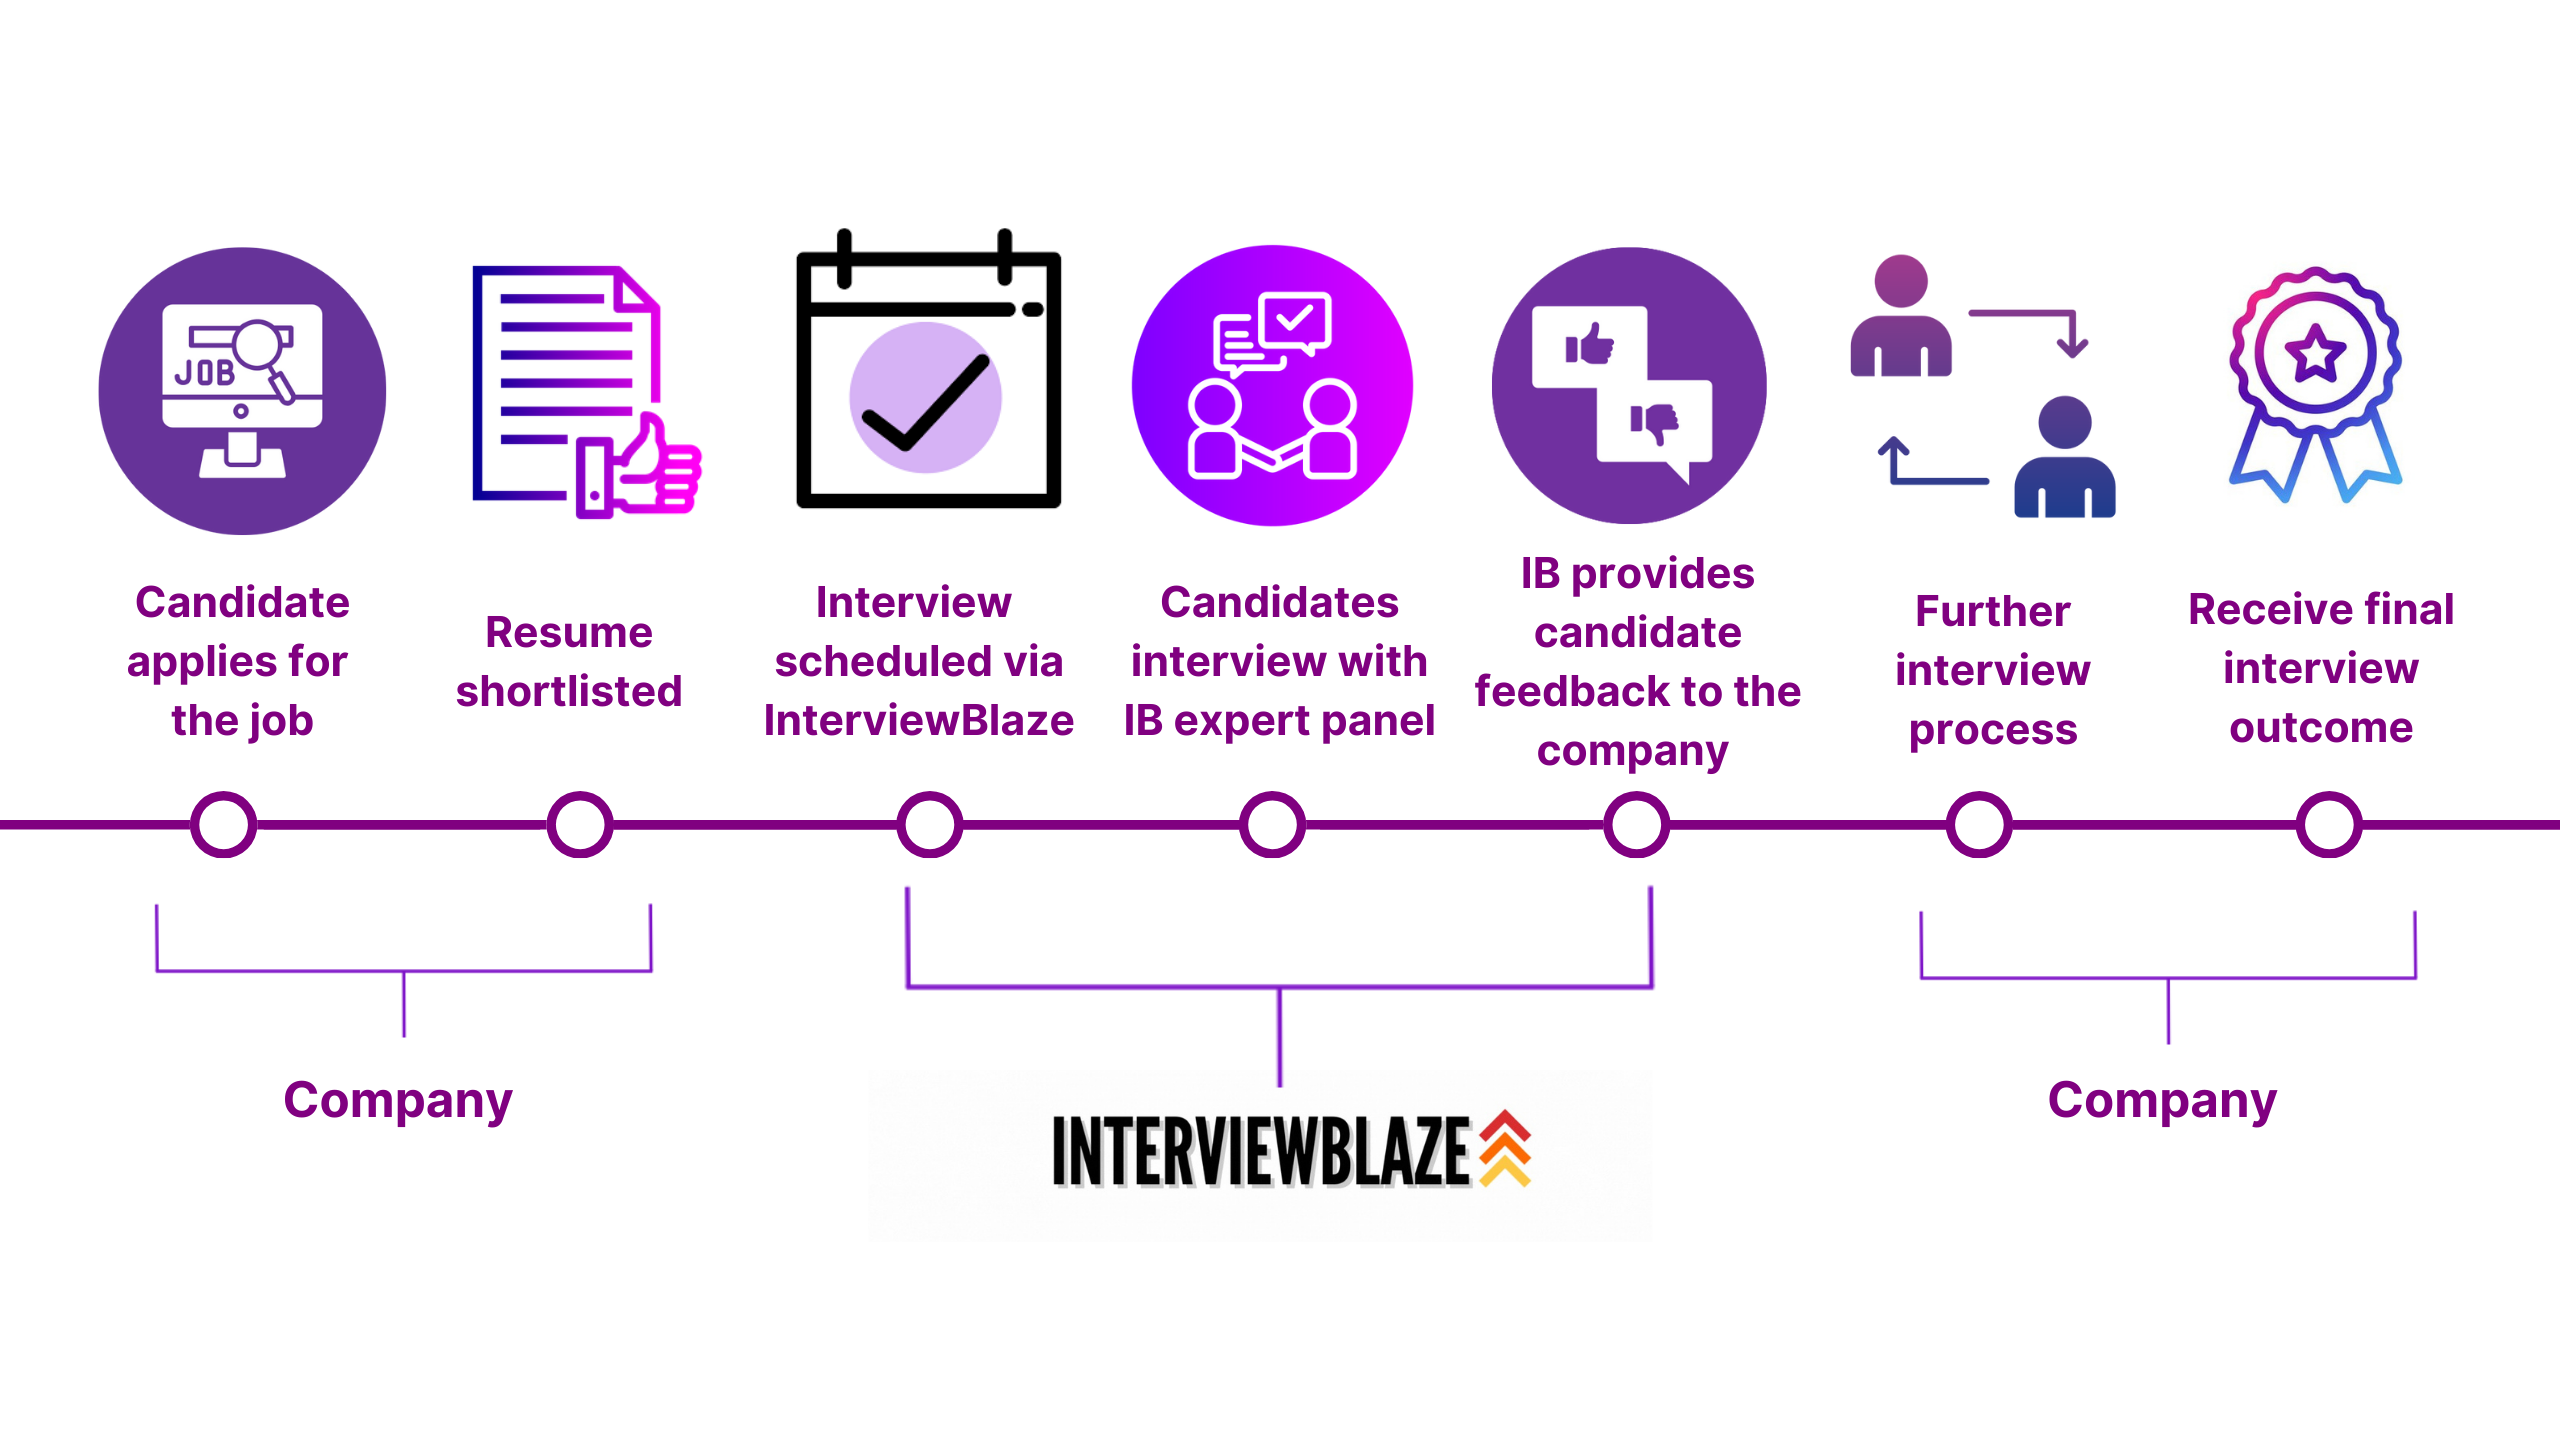 JOB
Candidate
applies for
the job
Resume
shortlisted
Interview
scheduled via
InterviewBlaze
Candidates
interview with
IB expert panel
IB provides
candidate
feedback to the
company
Further
interview
process
Receive final
interview
outcome
Company
INTERVIEWBLAZE
Company